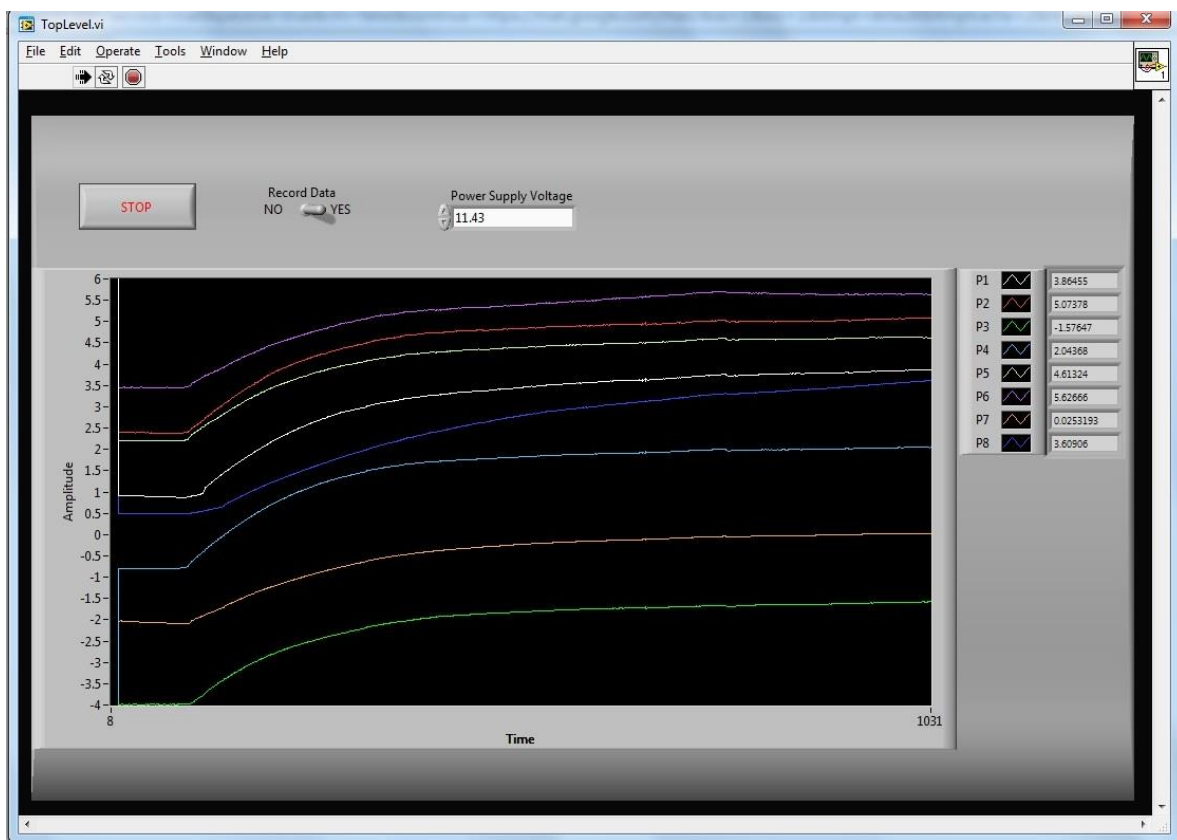 TopLevel.vi
File Edit Operate Tools Window Help
1
Record Data
STOP
NO YES
Power Supply Voltage
11.43
6
5.5
5
4.5
4
3.5
3
2.5
2
1.5
1
0.5
0
-0.5
-1
-1.5
-2
-2.5
-3
-3.5
-4
Amplitude
8 1031
Time
P1 3.86455
P2 5.07378
P3 -1.57647
P4 2.04368
P5 4.61324
P6 5.62666
P7 0.0253193
P8 3.60906